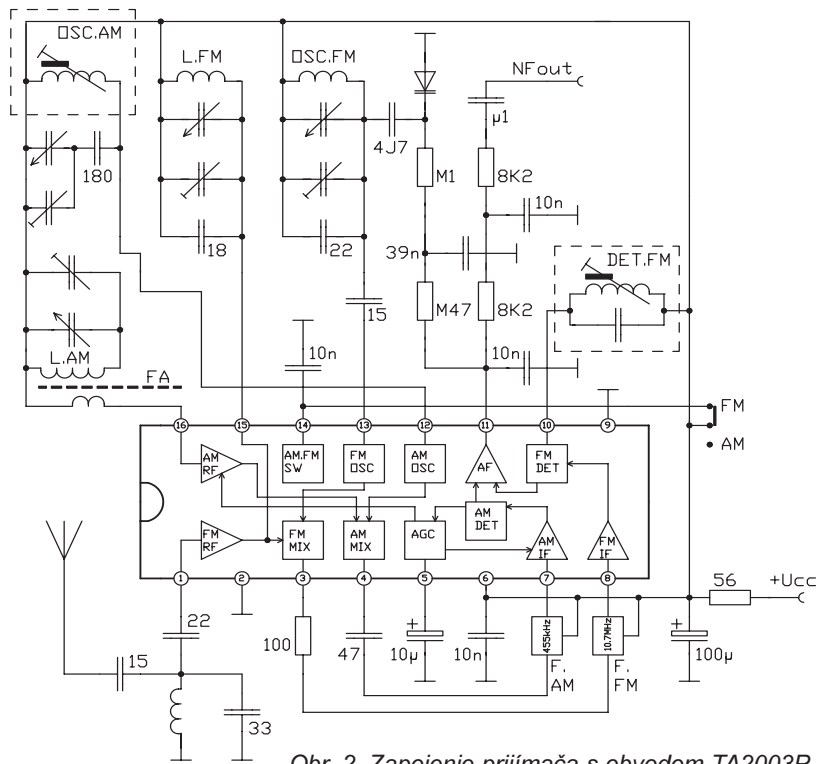 OSC.AM
L.FM
OSC.FM
NFout
µ1
4J7
180
M1
8K2
10n
18
22
39n
DET.FM
15
M47
8K2
10n
10n
L.AM
FA
FM
AM
16
15
14
13
12
11
10
9
AM RF
AM.FM SW
FM OSC
AM OSC
AF
FM DET
AM DET
FM RF
FM MIX
AM MIX
AGC
AM IF
FM IF
1
2
3
4
5
6
7
8
56
+Ucc
22
100
47
+
10µ
10n
455kHz
10.7MHz
+
100µ
15
F. AM
F. FM
33
Obr. 2. Zapojenie prijímača s obvodom TA2003P